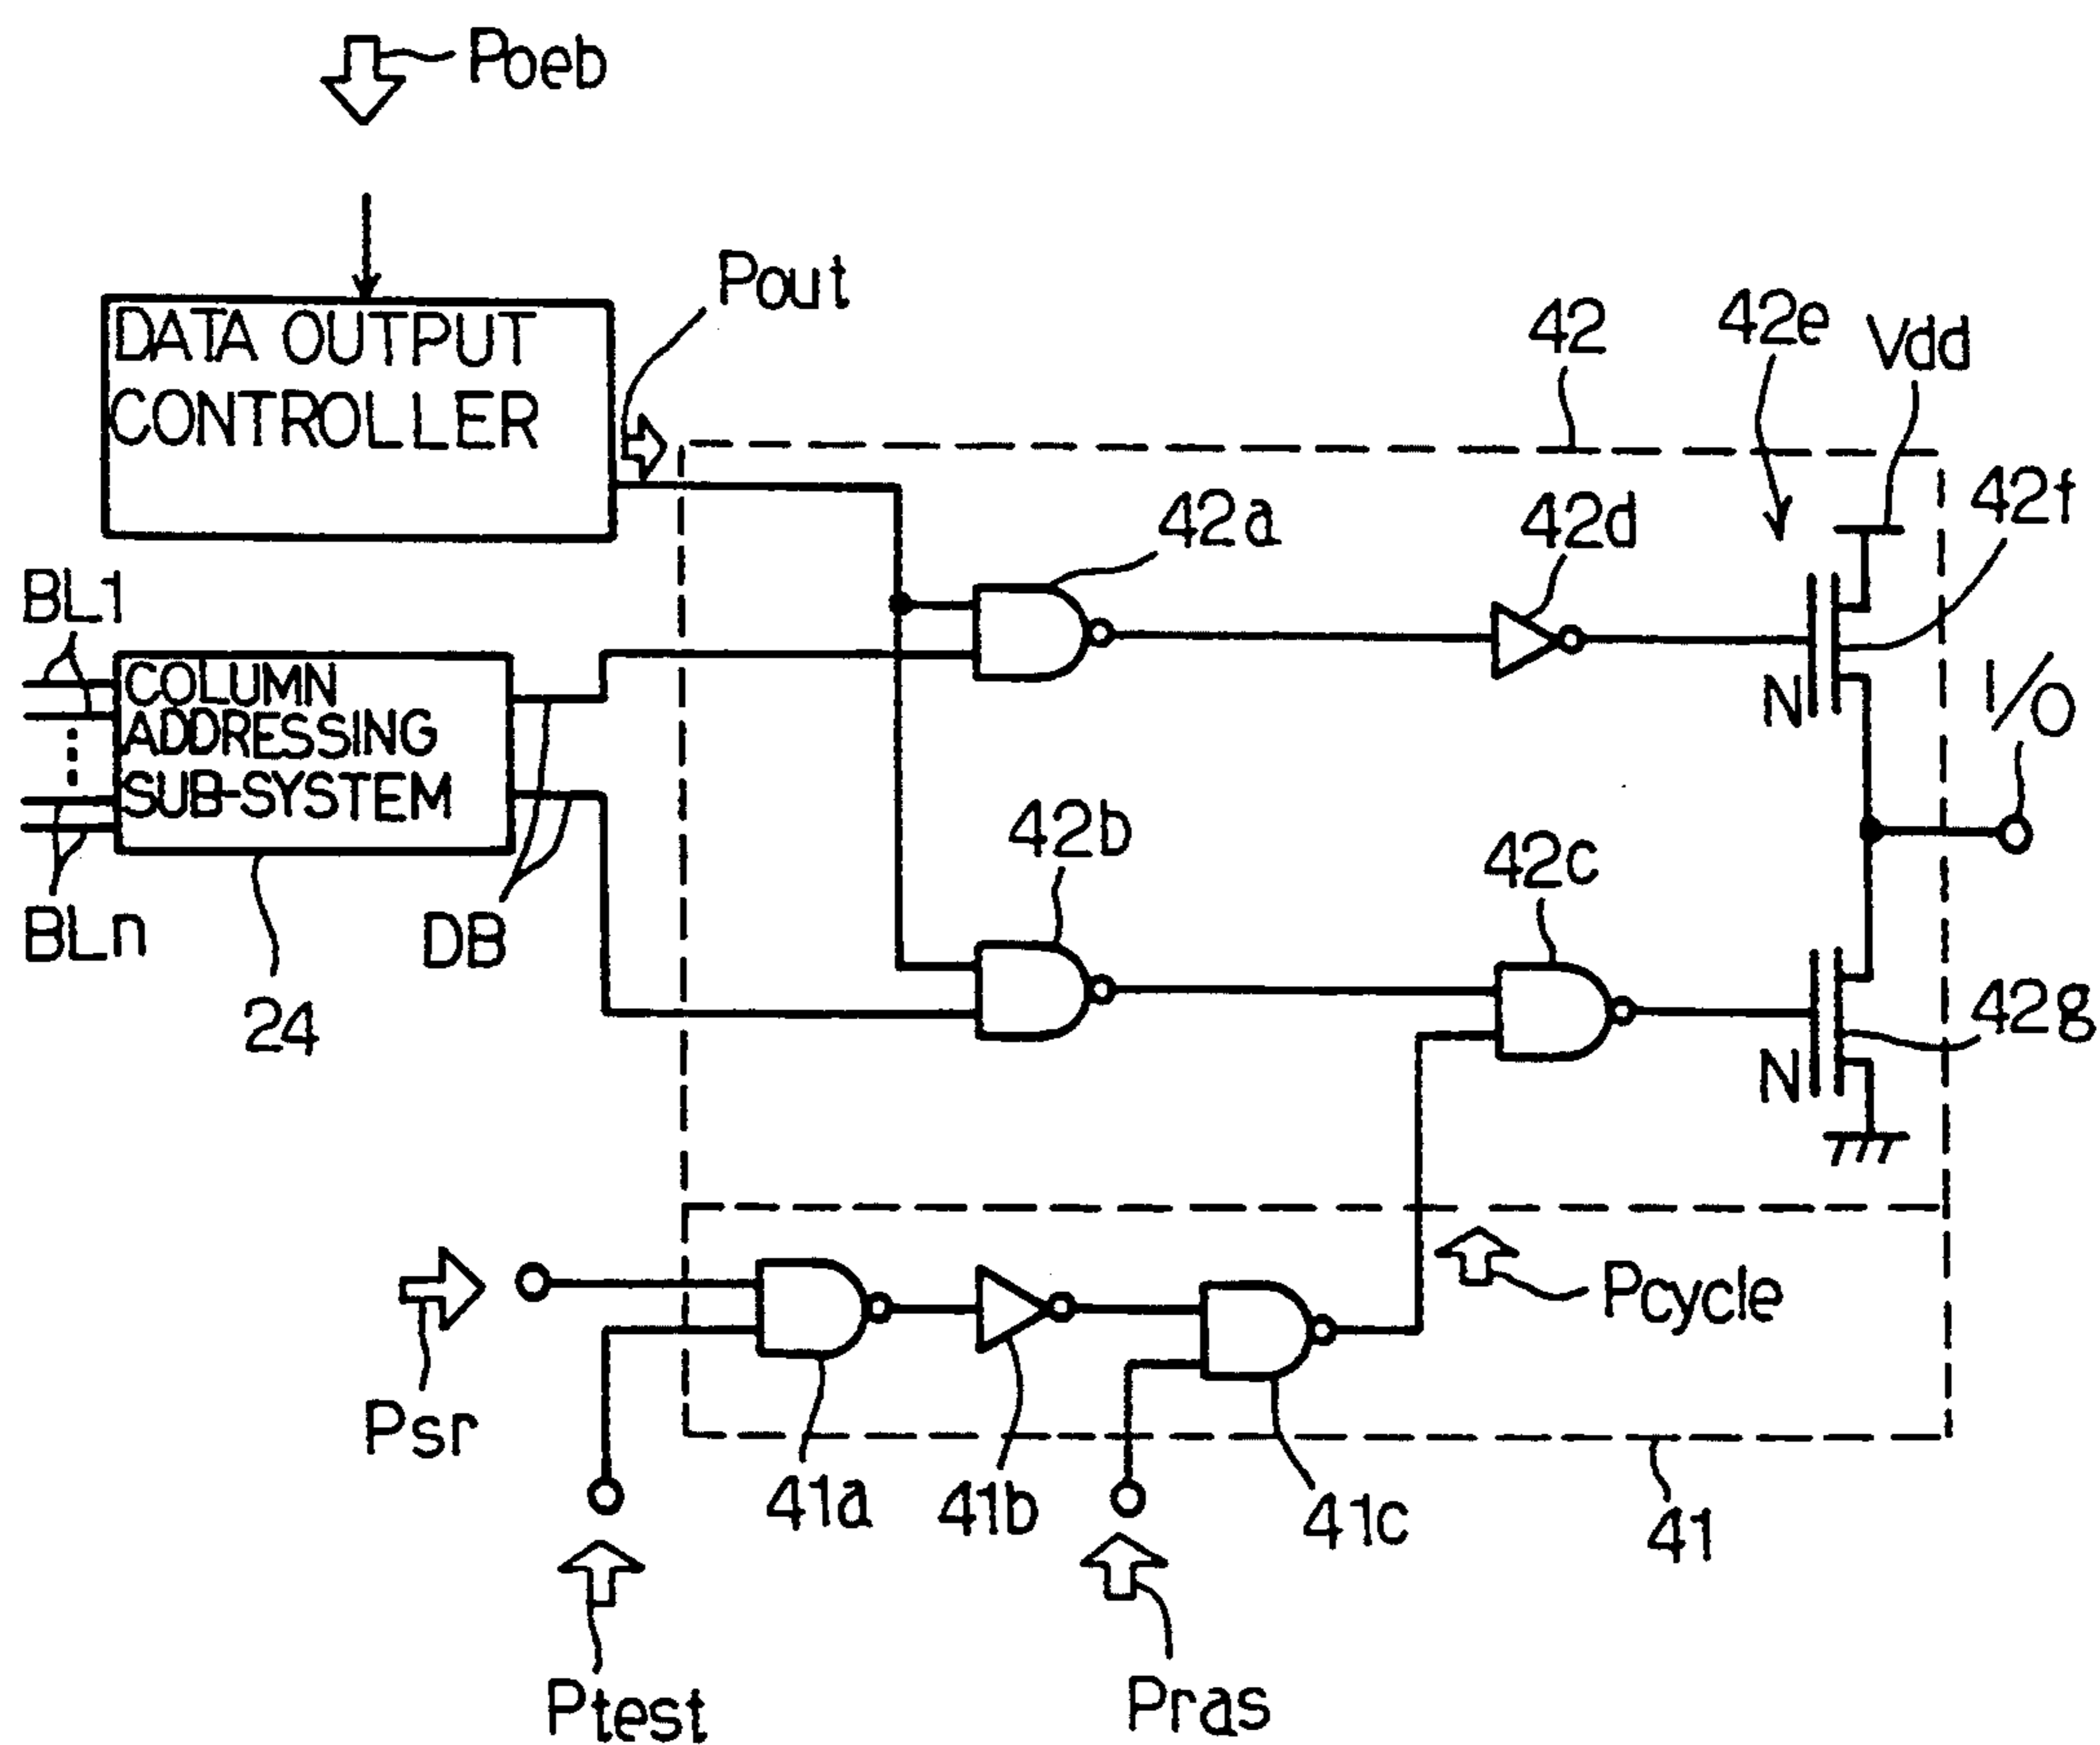 Poeb
Pout
DATA OUTPUT
CONTROLLER
42
42e
Vdd
42f
42a
42d
BL1
COLUMN
ADDRESSING
SUB-SYSTEM
N
I/O
42b
42c
BLn
DB
24
42g
N
Pcycle
Psr
41a
41b
41c
41
Ptest
Pras